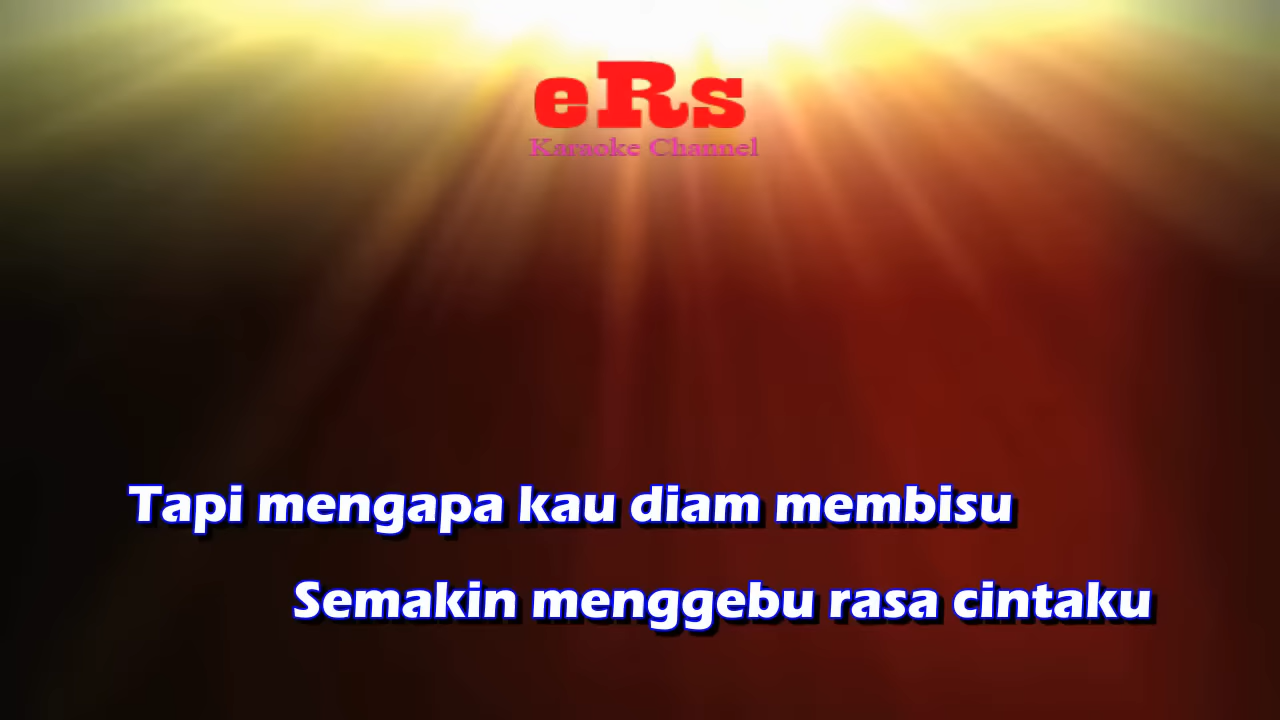 eRs
Karaoke Channel
Tapi mengapa kau diam membisu
Semakin menggebu rasa cintaku